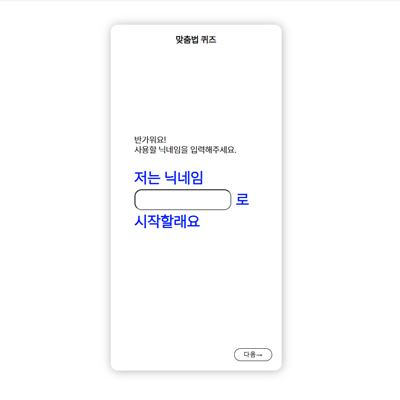 맞춤법 퀴즈
반가워요!
사용할 닉네임을 입력해주세요.
저는 닉네임
로
시작할래요
다음→